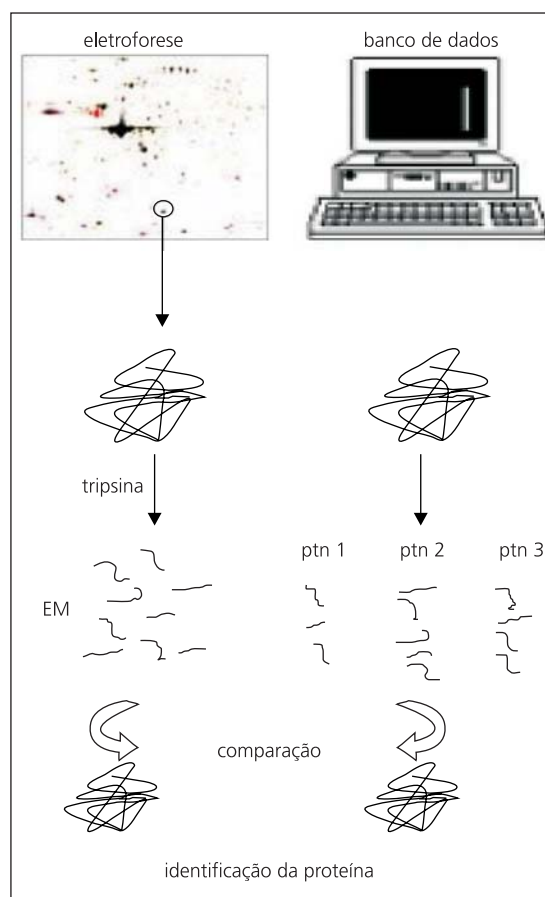 eletroforese
banco de dados
tripsina
EM
ptn 1
ptn 2
ptn 3
comparação
identificação da proteína